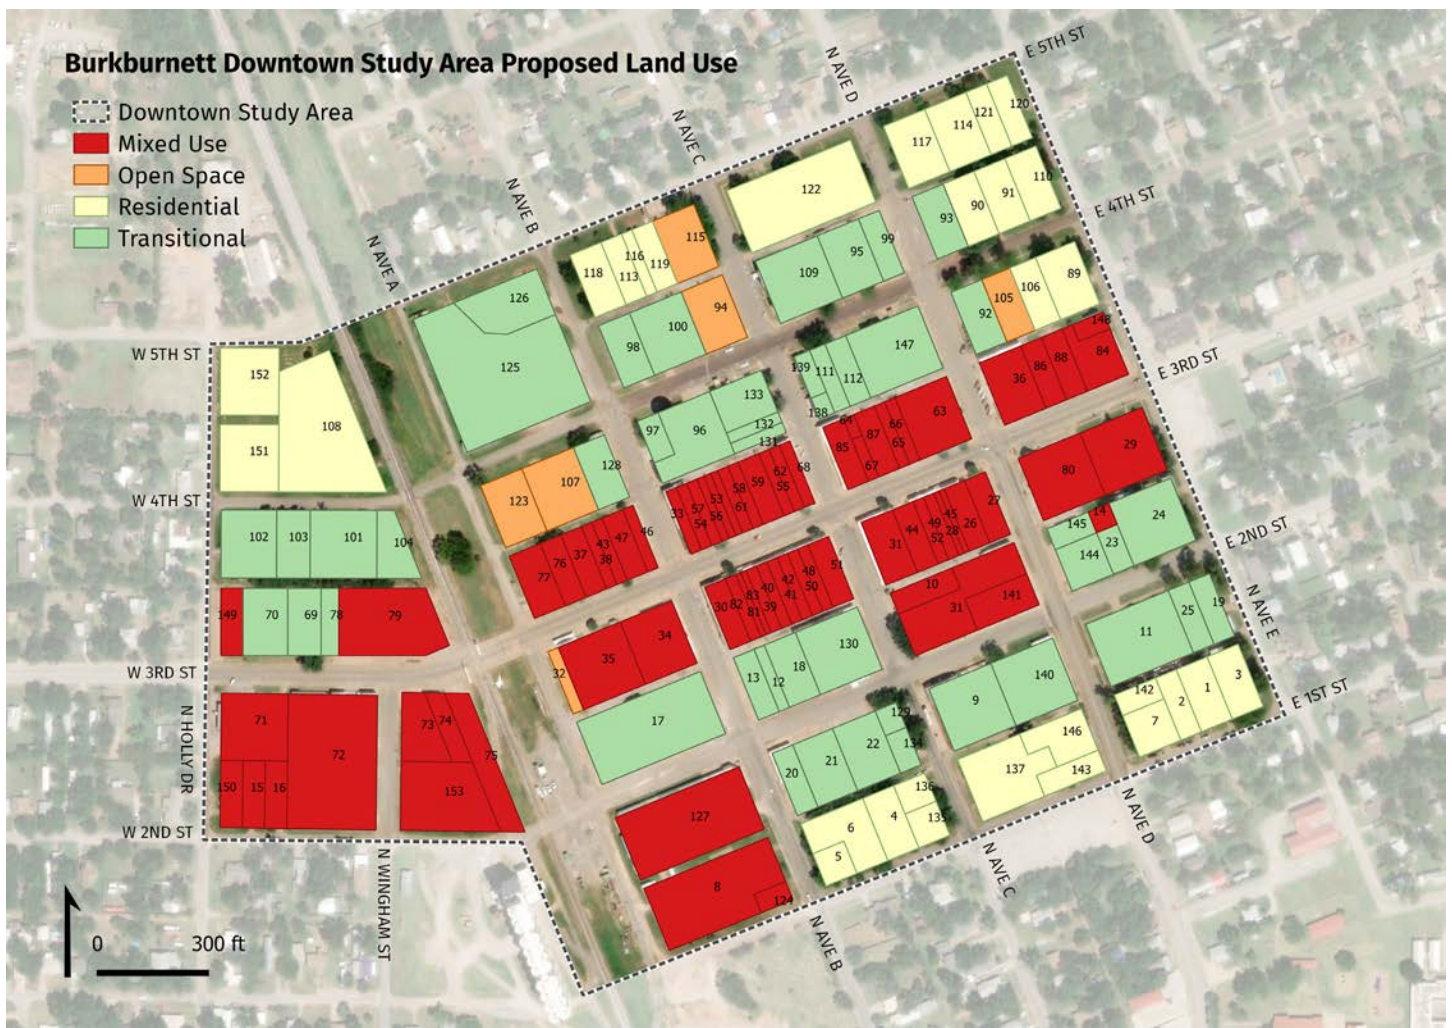 Burkburnett Downtown Study Area Proposed Land Use
Downtown Study Area
Mixed Use
Open Space
Residential
Transitional
E 5TH ST
N AVE D
N AVE C
N AVE B
N AVE A
E 4TH ST
E 3RD ST
E 2ND ST
N AVE E
E 1ST ST
W 5TH ST
W 4TH ST
W 3RD ST
N HOLLY DR
W 2ND ST
N WINGHAM ST
N AVE B
N AVE C
N AVE D
0 300 ft
117 114 121 120
122
93 90 91 110
118 113 116 119 115
109 95 99
126
125
98 100 94
92 105 106 89
139 111 112 147
138
36 86 88 148 84
152
151
108
97 96 133
132
131
64 85 87 67 66 65 63
123 107 128
33 57 54 53 56 58 61 59 62 55 68
80 29
102 103 101 104
77 76 37 43 38 47 46
31 44 49 52 45 28 26 27
145 14 144 23 24
149 70 69 78 79
30 82 83 81 40 39 42 41 48 50 51
10
31
141
32 35 34
13 12 18 130
11 25 19
17
9 140
142 7 2 1 3
71
72
150 15 16
73 74 75
153
20 21 22 129 134
137 146 143
127
6 5 4 136 135
8
124